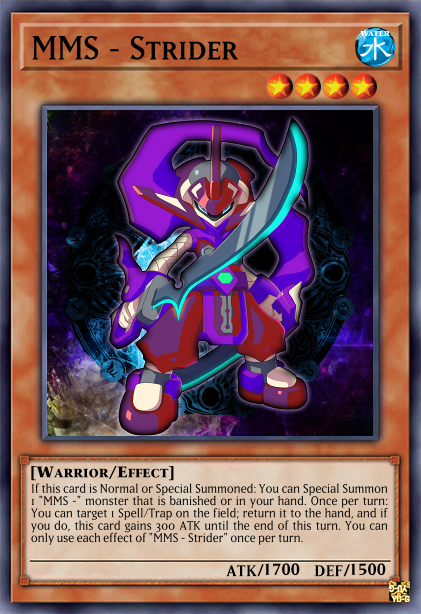 MMS - Strider
WATER
水
[Warrior/Effect]
If this card is Normal or Special Summoned: You can Special Summon
1 "MMS -" monster that is banished or in your hand. Once per turn:
You can target 1 Spell/Trap on the field; return it to the hand, and if
you do, this card gains 300 ATK until the end of this turn. You can
only use each effect of "MMS - Strider" once per turn.
ATK/1700 DEF/1500